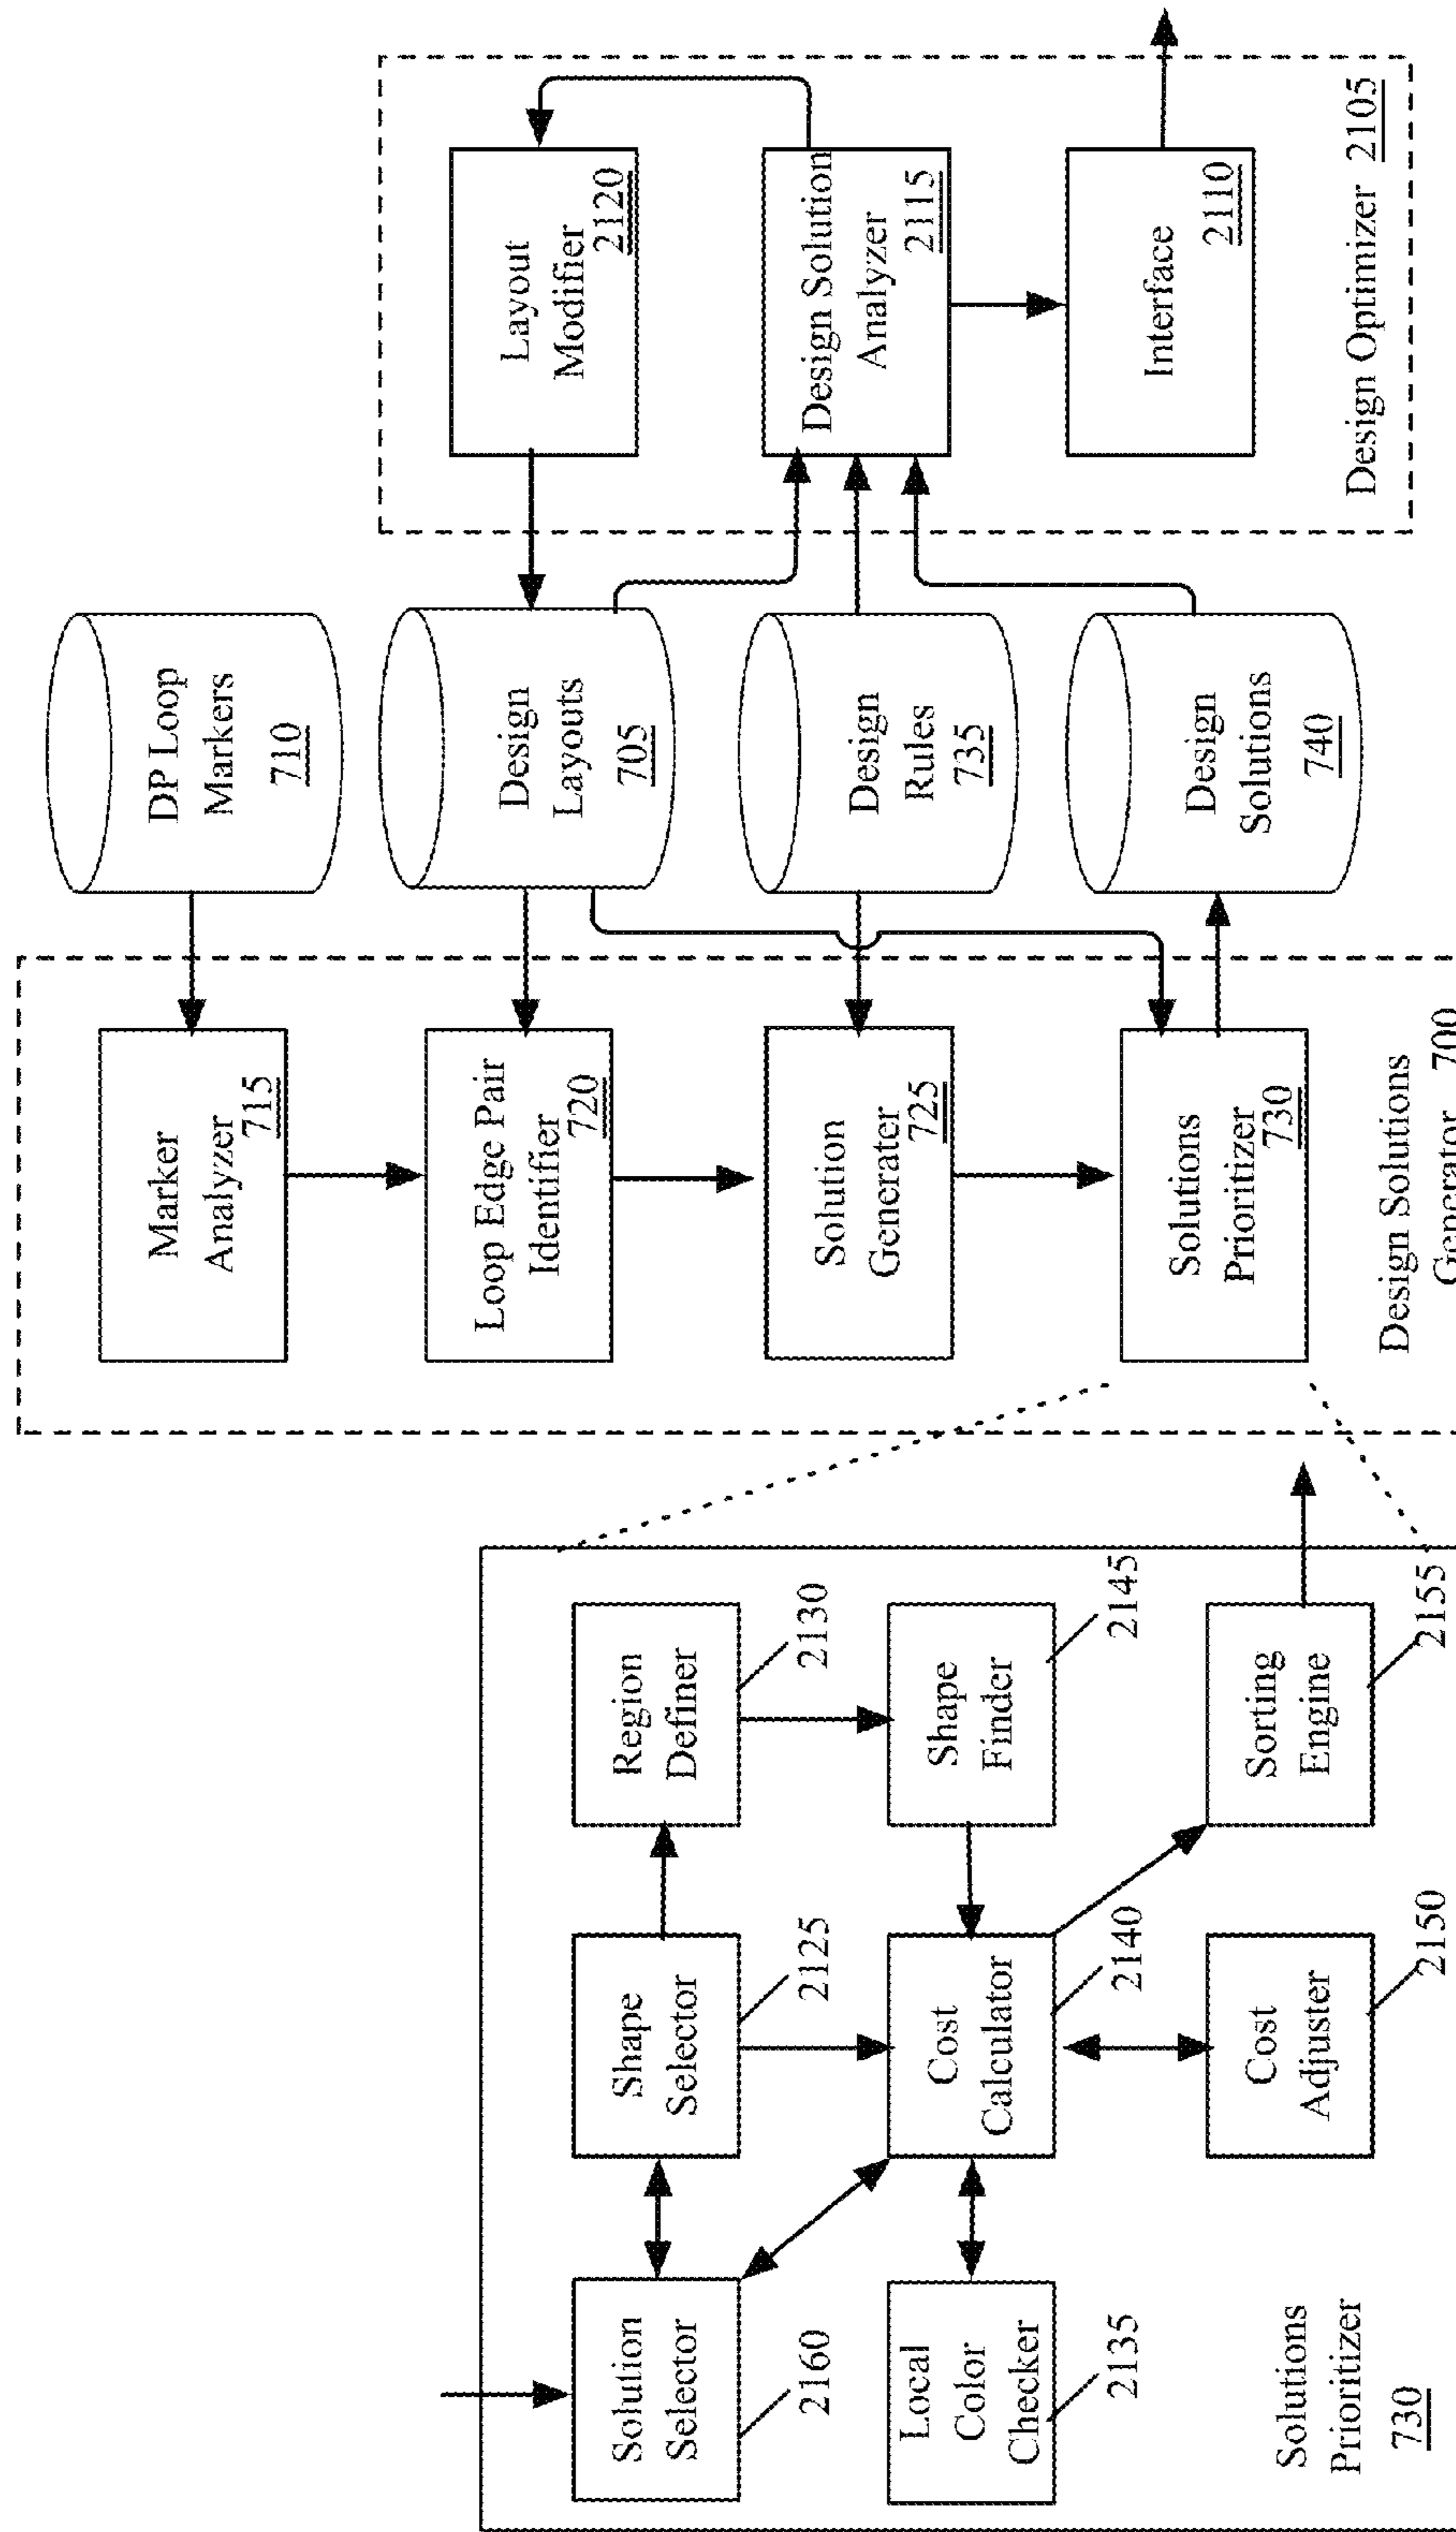 DP Loop
Markers
710
Design
Layouts
705
Design
Rules
735
Design
Solutions
740
Layout
Modifier
2120
Design Solution
Analyzer
2115
Interface
2110
Design Optimizer 2105
Marker
Analyzer
715
Loop Edge Pair
Identifier
720
Solution
Generater
725
Solutions
Prioritizer
730
Design Solutions
Generator 700
Solution
Selector
2160
Shape
Selector
2125
Region
Definer
2130
Local
Color
Checker
2135
Cost
Calculator
2140
Shape
Finder
2145
Cost
Adjuster
2150
Sorting
Engine
2155
Solutions
Prioritizer
730